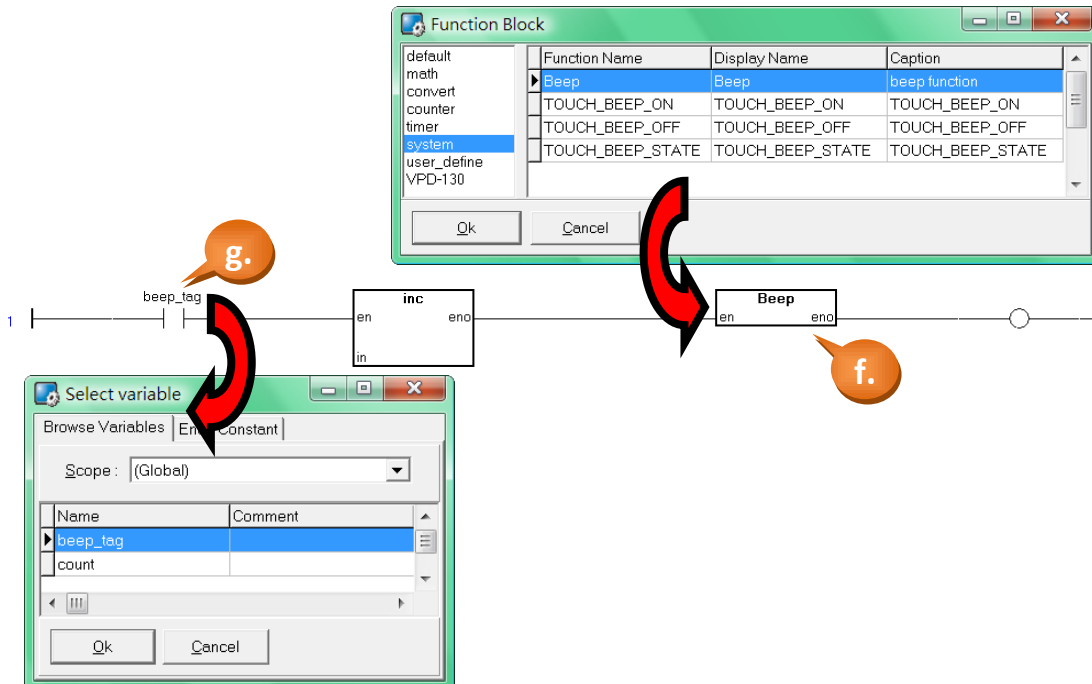 Function Block
default
math
convert
counter
timer
system
user_define
VPD-130
Function Name Display Name Caption
Beep Beep beep function
TOUCH_BEEP_ON TOUCH_BEEP_ON TOUCH_BEEP_ON
TOUCH_BEEP_OFF TOUCH_BEEP_OFF TOUCH_BEEP_OFF
TOUCH_BEEP_STATE TOUCH_BEEP_STATE TOUCH_BEEP_STATE
Ok Cancel
g.
beep_tag
inc
Beep
1
en eno
en eno
in
f.
Select variable
Browse Variables Constant
Scope : (Global)
Name Comment
beep_tag
count
Ok Cancel